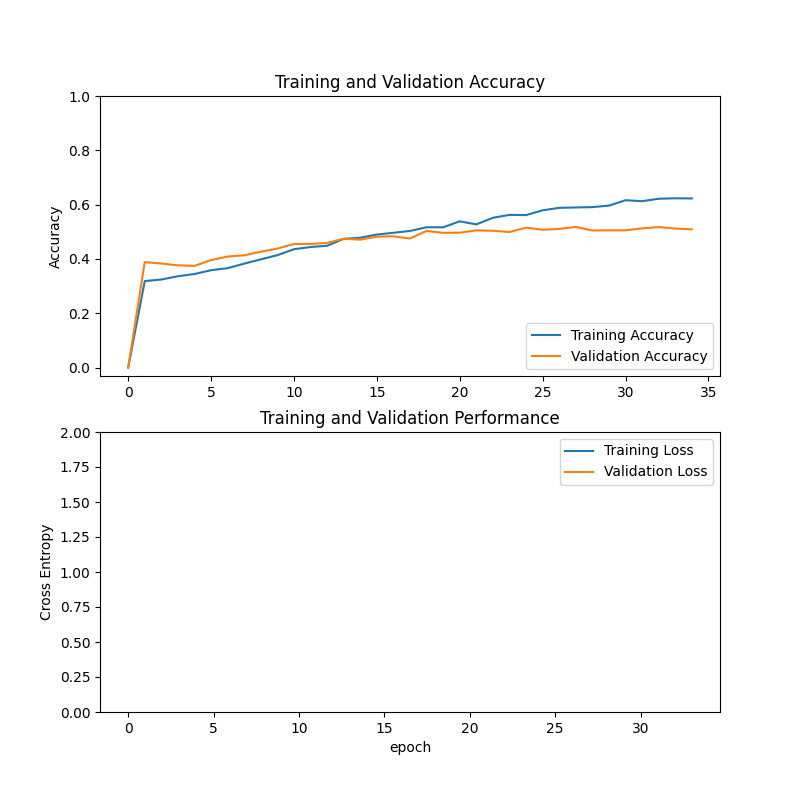 Training and Validation Accuracy
1.0
0.8
0.6
0.4
0.2
0.0
Accuracy
Training Accuracy
Validation Accuracy
0 5 10 15 20 25 30 35
Training and Validation Performance
2.00
1.75
1.50
1.25
1.00
0.75
0.50
0.25
0.00
Cross Entropy
Training Loss
Validation Loss
0 5 10 15 20 25 30
epoch